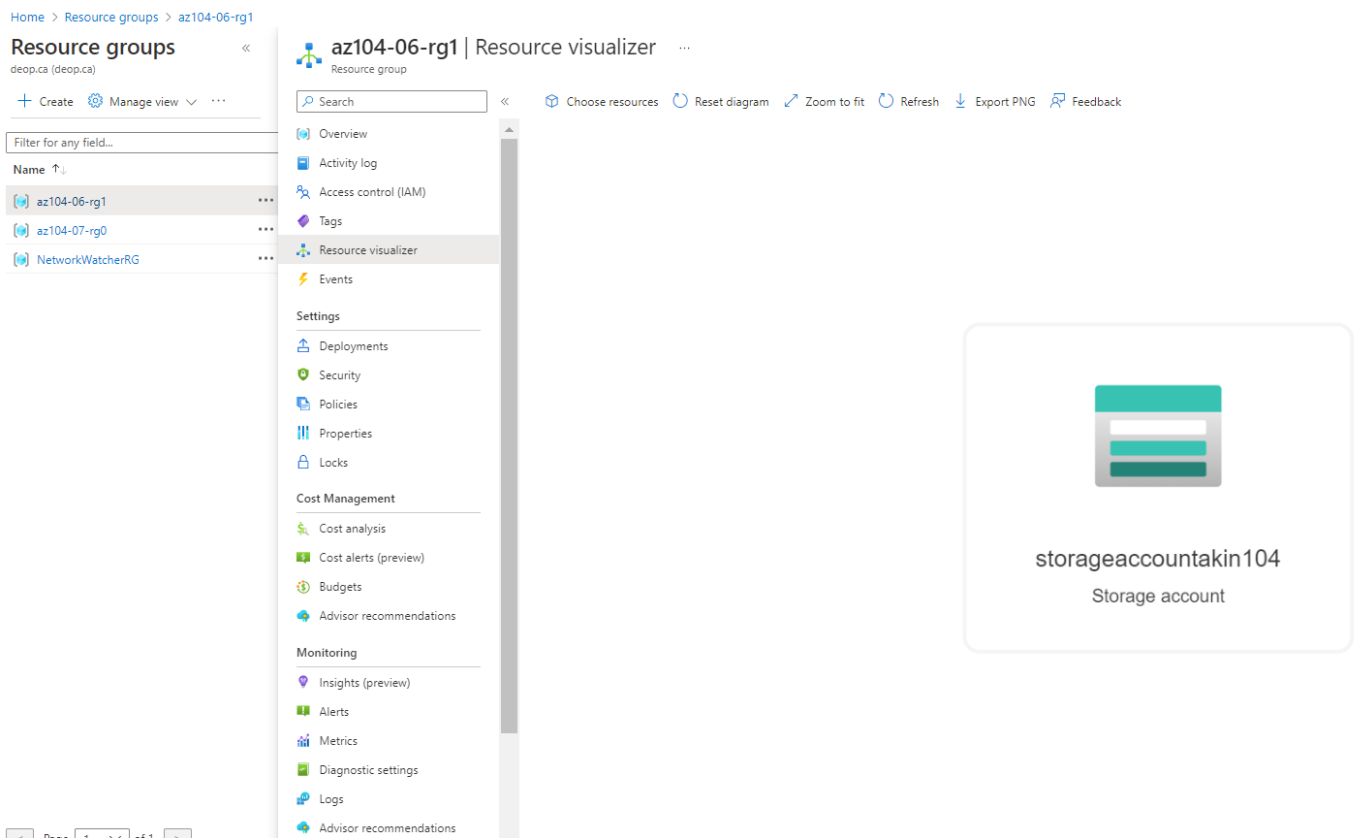 Home > Resource groups > az104-06-rg1
Resource groups «
deop.ca (deop.ca)
+ Create Manage view ···
Filter for any field...
Name ↑↓
az104-06-rg1 ···
az104-07-rg0 ···
NetworkWatcherRG ···
Page 1 of 1
az104-06-rg1 | Resource visualizer ···
Resource group
Search «
Overview
Activity log
Access control (IAM)
Tags
Resource visualizer
Events
Settings
Deployments
Security
Policies
Properties
Locks
Cost Management
Cost analysis
Cost alerts (preview)
Budgets
Advisor recommendations
Monitoring
Insights (preview)
Alerts
Metrics
Diagnostic settings
Logs
Advisor recommendations
Choose resources Reset diagram Zoom to fit Refresh Export PNG Feedback
storageaccountakin104
Storage account